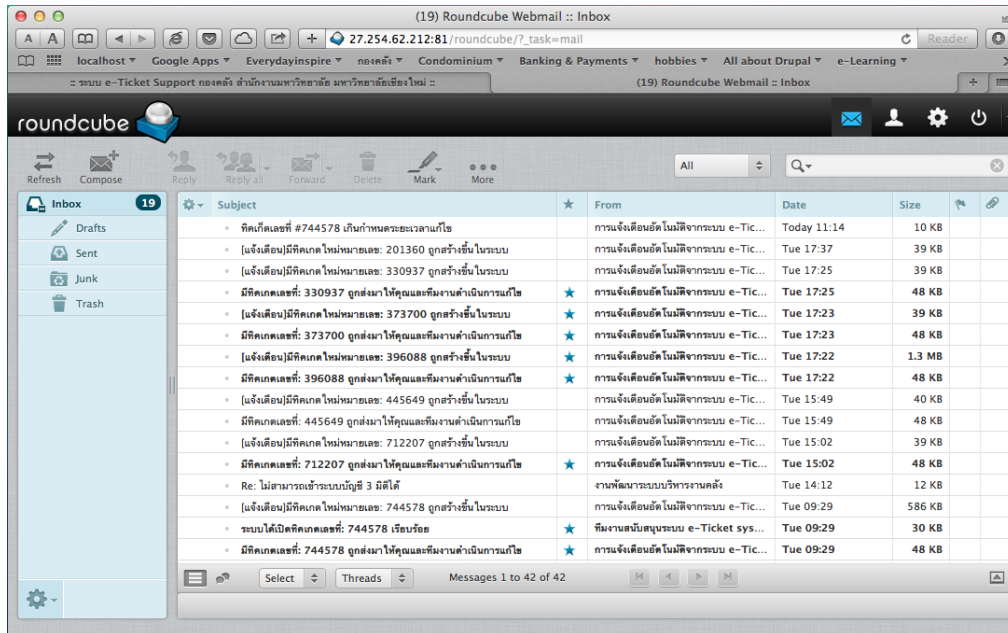 (19) Roundcube Webmail :: Inbox
A A + 27.254.62.212:81/roundcube/?_task=mail Reader
localhost Google Apps Everydayinspire กองคลัง Condominium Banking & Payments hobbies All about Drupal e-Learning
:: ระบบ e-Ticket Support กองคลัง สำนักงานมหาวิทยาลัย มหาวิทยาลัยเชียงใหม่ :: (19) Roundcube Webmail :: Inbox +
roundcube
Refresh Compose Reply Reply all Forward Delete Mark More All
Inbox 19
Drafts
Sent
Junk
Trash
Subject From Date Size
ทิคเก็ตเลขที่ #744578 เกินกำหนดระยะเวลาแก้ไข การแจ้งเตือนอัตโนมัติจากระบบ e-Tic... Today 11:14 10 KB
[แจ้งเตือน]มีทิคเกตใหม่หมายเลข: 201360 ถูกสร้างขึ้นในระบบ การแจ้งเตือนอัตโนมัติจากระบบ e-Tic... Tue 17:37 39 KB
[แจ้งเตือน]มีทิคเกตใหม่หมายเลข: 330937 ถูกสร้างขึ้นในระบบ การแจ้งเตือนอัตโนมัติจากระบบ e-Tic... Tue 17:25 39 KB
มีทิคเกตเลขที่: 330937 ถูกส่งมาให้คุณและทีมงานดำเนินการแก้ไข การแจ้งเตือนอัตโนมัติจากระบบ e-Tic... Tue 17:25 48 KB
[แจ้งเตือน]มีทิคเกตใหม่หมายเลข: 373700 ถูกสร้างขึ้นในระบบ การแจ้งเตือนอัตโนมัติจากระบบ e-Tic... Tue 17:23 39 KB
มีทิคเกตเลขที่: 373700 ถูกส่งมาให้คุณและทีมงานดำเนินการแก้ไข การแจ้งเตือนอัตโนมัติจากระบบ e-Tic... Tue 17:23 48 KB
[แจ้งเตือน]มีทิคเกตใหม่หมายเลข: 396088 ถูกสร้างขึ้นในระบบ การแจ้งเตือนอัตโนมัติจากระบบ e-Tic... Tue 17:22 1.3 MB
มีทิคเกตเลขที่: 396088 ถูกส่งมาให้คุณและทีมงานดำเนินการแก้ไข การแจ้งเตือนอัตโนมัติจากระบบ e-Tic... Tue 17:22 48 KB
[แจ้งเตือน]มีทิคเกตใหม่หมายเลข: 445649 ถูกสร้างขึ้นในระบบ การแจ้งเตือนอัตโนมัติจากระบบ e-Tic... Tue 15:49 40 KB
มีทิคเกตเลขที่: 445649 ถูกส่งมาให้คุณและทีมงานดำเนินการแก้ไข การแจ้งเตือนอัตโนมัติจากระบบ e-Tic... Tue 15:49 48 KB
[แจ้งเตือน]มีทิคเกตใหม่หมายเลข: 712207 ถูกสร้างขึ้นในระบบ การแจ้งเตือนอัตโนมัติจากระบบ e-Tic... Tue 15:02 39 KB
มีทิคเกตเลขที่: 712207 ถูกส่งมาให้คุณและทีมงานดำเนินการแก้ไข การแจ้งเตือนอัตโนมัติจากระบบ e-Tic... Tue 15:02 48 KB
Re: ไม่สามารถเข้าระบบบัญชี 3 มิติได้ งานพัฒนาระบบบริหารงานคลัง Tue 14:12 12 KB
[แจ้งเตือน]มีทิคเกตใหม่หมายเลข: 744578 ถูกสร้างขึ้นในระบบ การแจ้งเตือนอัตโนมัติจากระบบ e-Tic... Tue 09:29 586 KB
ระบบได้เปิดทิคเกตเลขที่: 744578 เรียบร้อย ทีมงานสนับสนุนระบบ e-Ticket sys... Tue 09:29 30 KB
มีทิคเกตเลขที่: 744578 ถูกส่งมาให้คุณและทีมงานดำเนินการแก้ไข การแจ้งเตือนอัตโนมัติจากระบบ e-Tic... Tue 09:29 48 KB
Select Threads Messages 1 to 42 of 42